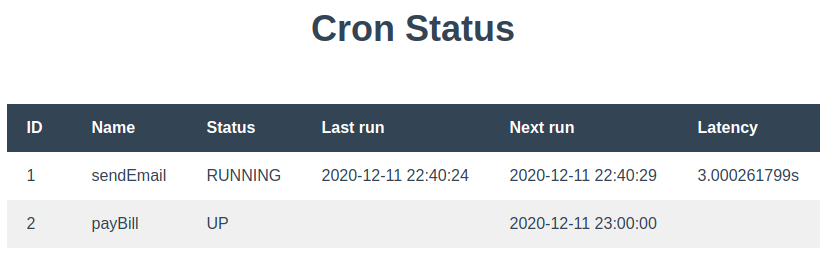 Cron Status
ID Name Status Last run Next run Latency
1 sendEmail RUNNING 2020-12-11 22:40:24 2020-12-11 22:40:29 3.000261799s
2 payBill UP 2020-12-11 23:00:00